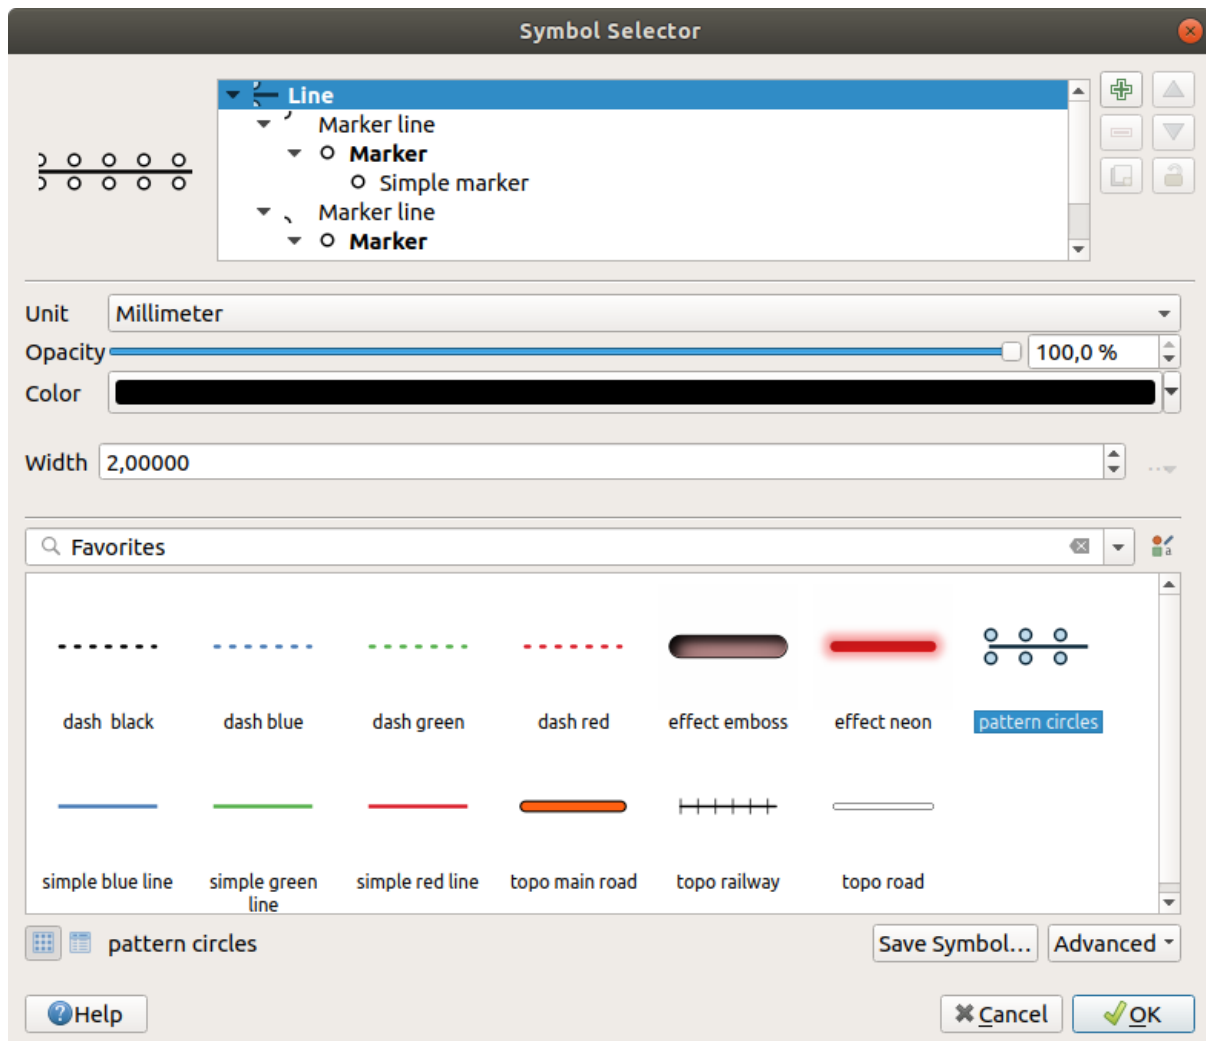 Symbol Selector
Line
Marker line
Marker
Simple marker
Marker line
Marker
Unit Millimeter
Opacity 100,0 %
Color
Width 2,00000
Favorites
dash  black dash blue dash green dash red effect emboss effect neon pattern circles
simple blue line simple green line simple red line topo main road topo railway topo road
pattern circles Save Symbol... Advanced
Help Cancel OK